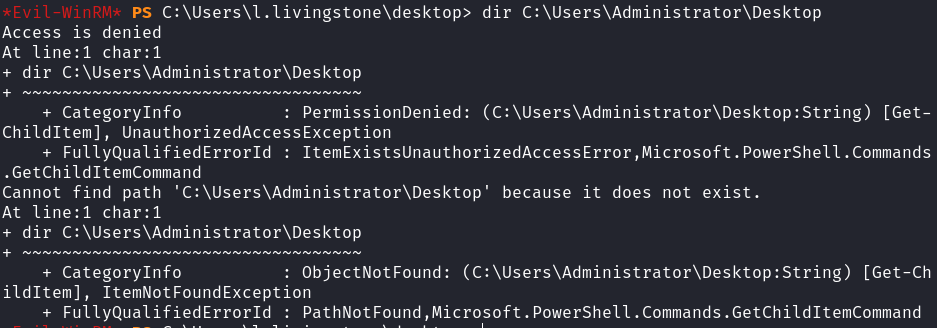 *Evil-WinRM* PS C:\Users\l.livingstone\desktop> dir C:\Users\Administrator\Desktop
Access is denied
At line:1 char:1
+ dir C:\Users\Administrator\Desktop
+ ~~~~~~~~~~~~~~~~~~~~~~~~~~~~~~~~~~
    + CategoryInfo          : PermissionDenied: (C:\Users\Administrator\Desktop:String) [Get-
ChildItem], UnauthorizedAccessException
    + FullyQualifiedErrorId : ItemExistsUnauthorizedAccessError,Microsoft.PowerShell.Commands
.GetChildItemCommand
Cannot find path 'C:\Users\Administrator\Desktop' because it does not exist.
At line:1 char:1
+ dir C:\Users\Administrator\Desktop
+ ~~~~~~~~~~~~~~~~~~~~~~~~~~~~~~~~~~
    + CategoryInfo          : ObjectNotFound: (C:\Users\Administrator\Desktop:String) [Get-Ch
ildItem], ItemNotFoundException
    + FullyQualifiedErrorId : PathNotFound,Microsoft.PowerShell.Commands.GetChildItemCommand